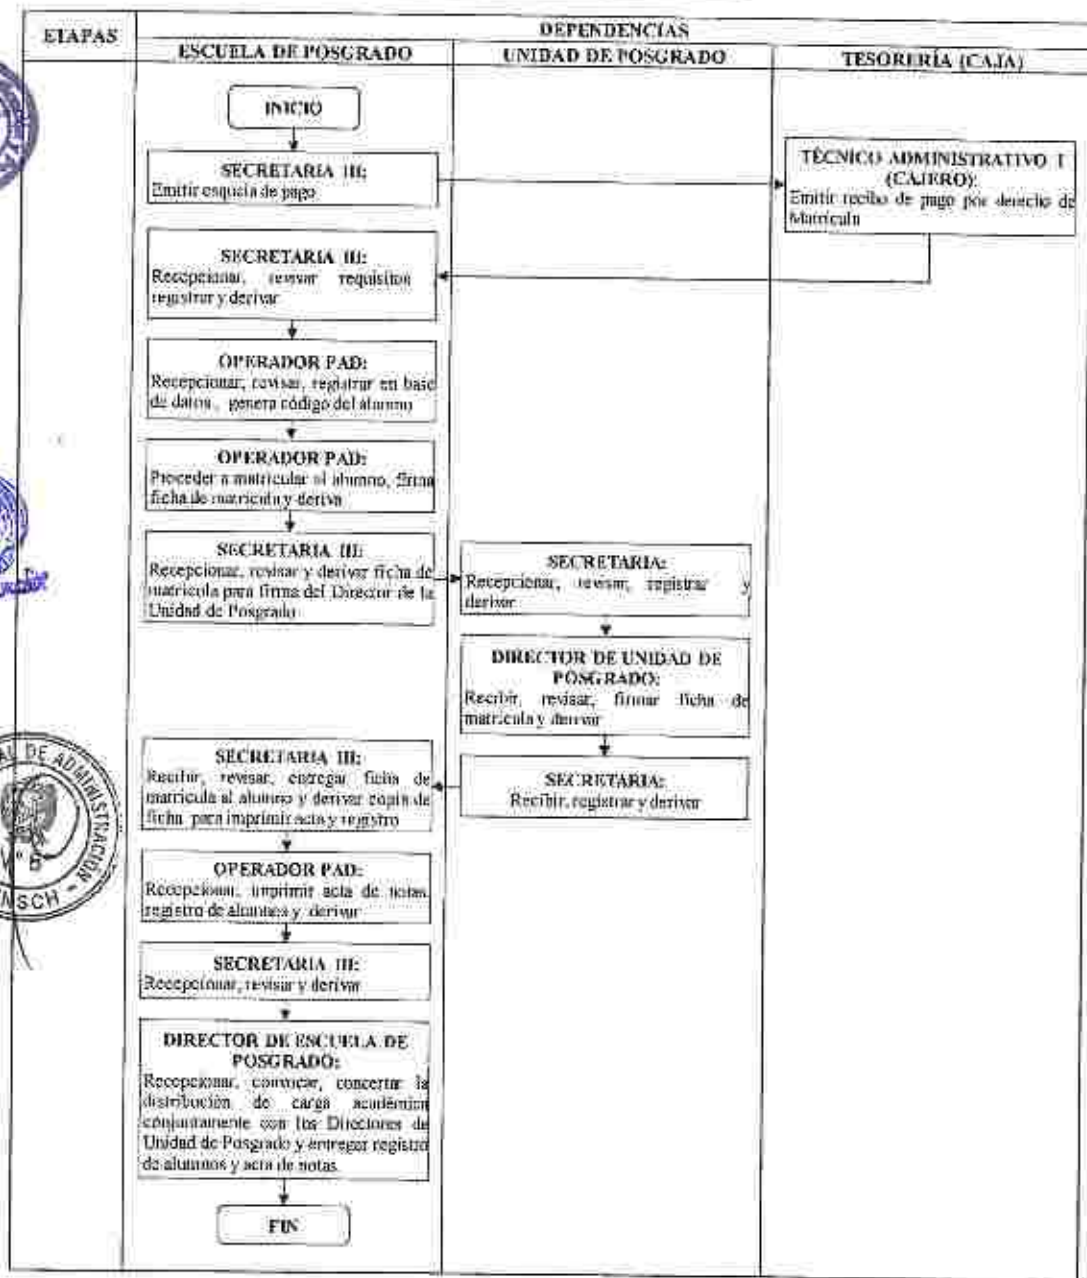 ETAPAS
DEPENDENCIAS
ESCUELA DE POSGRADO
UNIDAD DE POSGRADO
TESORERÍA (CAJA)
INICIO
SECRETARIA III:
Emitir esquela de pago
TÉCNICO ADMINISTRATIVO I
(CAJERO):
Emitir recibo de pago por derecho de
Matrícula
SECRETARIA III:
Recepcionar, revisar requisitos
registrar y derivar
OPERADOR PAD:
Recepcionar, revisar, registrar en base
de datos , genera código del alumno
OPERADOR PAD:
Proceder a matricular al alumno, firma
ficha de matrícula y deriva
SECRETARIA III:
Recepcionar, revisar y derivar ficha de
matrícula para firma del Director de la
Unidad de Posgrado
SECRETARIA:
Recepcionar, revisar, registrar y
derivar
DIRECTOR DE UNIDAD DE
POSGRADO:
Recibir, revisar, firmar ficha de
matrícula y derivar
SECRETARIA:
Recibir, registrar y derivar
SECRETARIA III:
Recibir, revisar, entregar ficha de
matrícula al alumno y derivar copia de
ficha para imprimir acta y registro
OPERADOR PAD:
Recepcionar, imprimir acta de notas,
registro de alumnos y derivar
SECRETARIA III:
Recepcionar, revisar y derivar
DIRECTOR DE ESCUELA DE
POSGRADO:
Recepcionar, convocar, concertar la
distribución de carga académica
conjuntamente con los Directores de
Unidad de Posgrado y entregar registro
de alumnos y acta de notas.
FIN
AL DE ADMINISTRACION
V° B°
NSCH